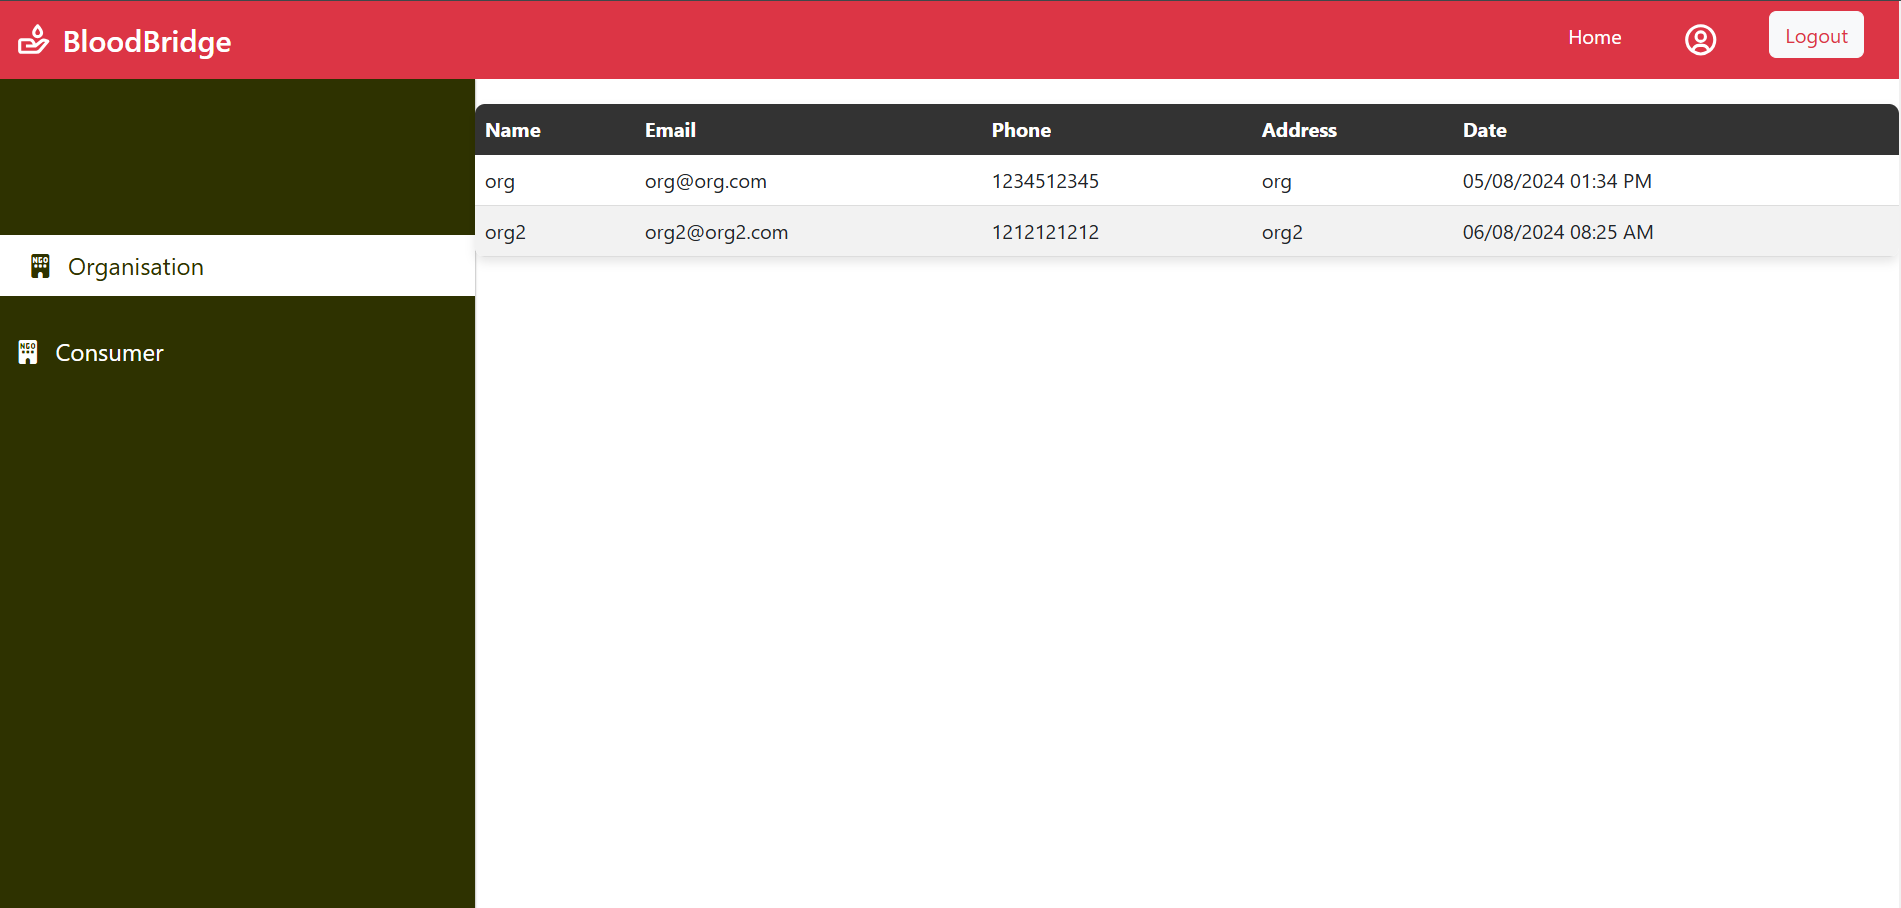 BloodBridge Home Logout
Name Email Phone Address Date
org org@org.com 1234512345 org 05/08/2024 01:34 PM
org2 org2@org2.com 1212121212 org2 06/08/2024 08:25 AM
NGO Organisation
NGO Consumer